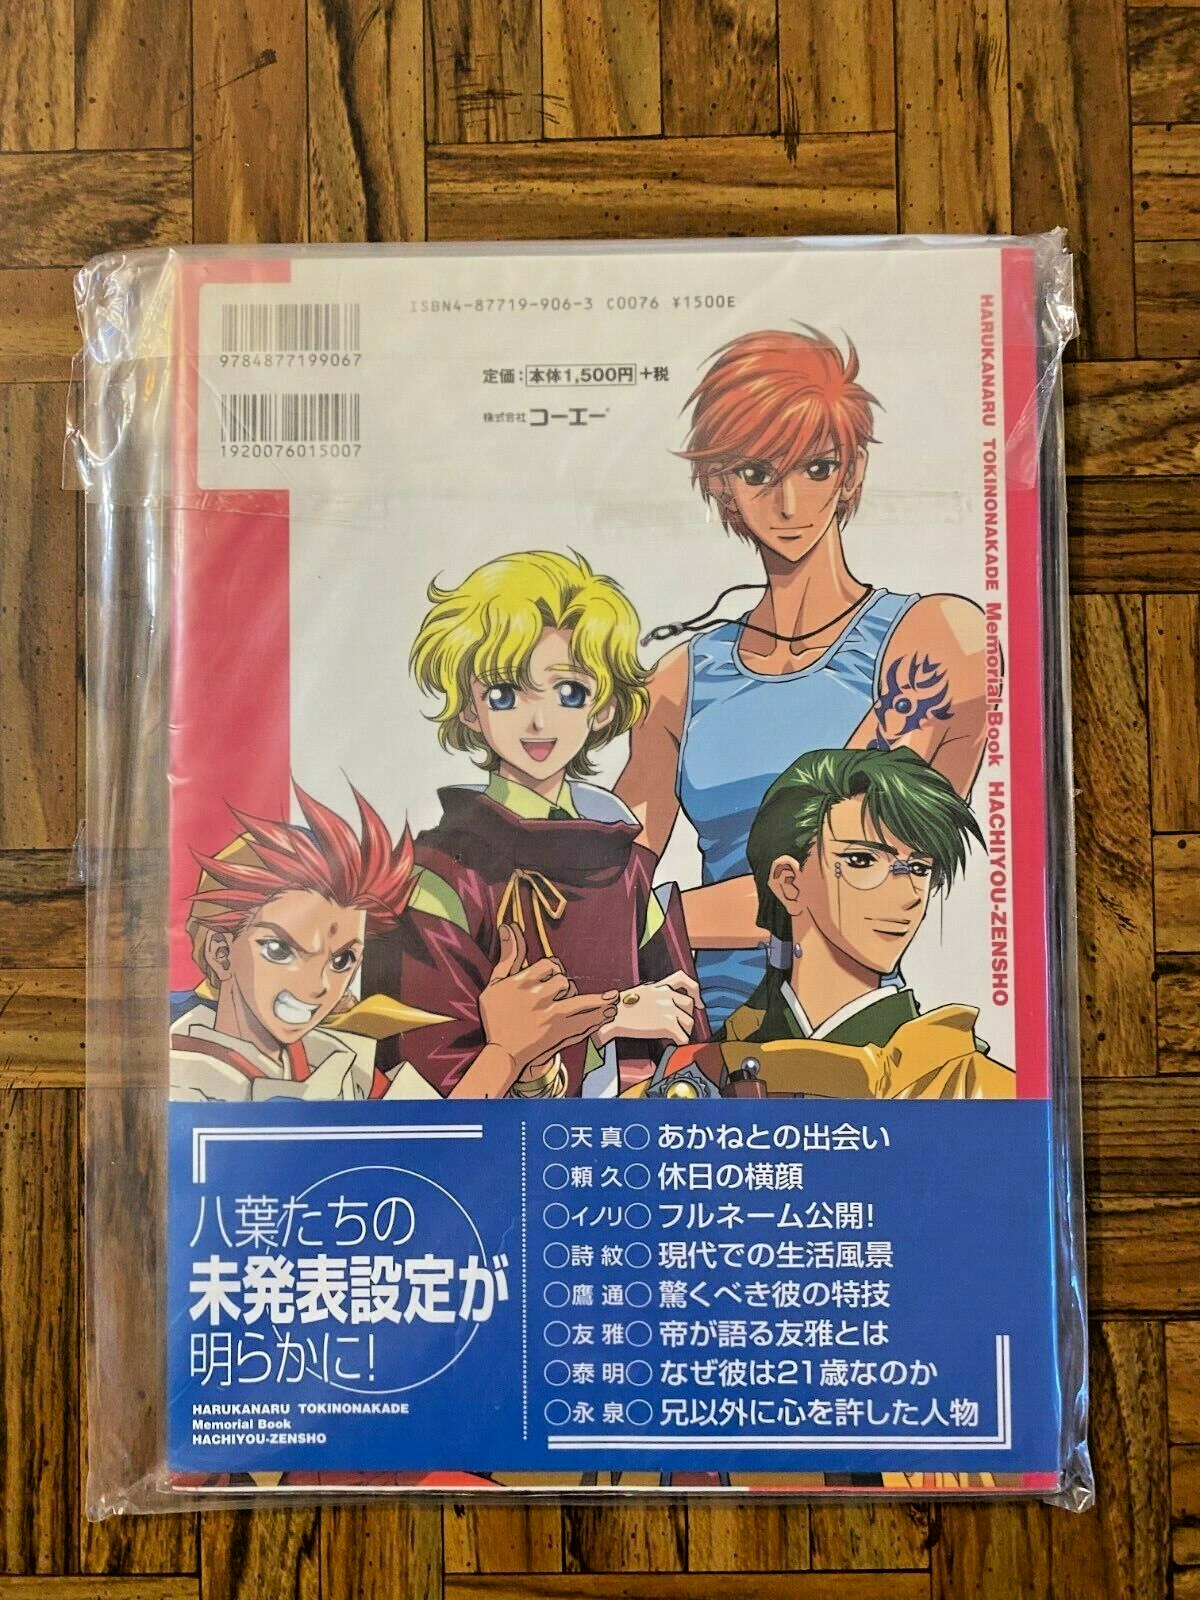 ISBN4-87719-906-3 C0076 ¥1500E
9784877199067
1920076015007
定価：本体1,500円+税
株式会社コーエー
HARUKANARU TOKINONAKADE Memorial Book HACHIYOU-ZENSHO
八葉たちの
未発表設定が
明らかに！
HARUKANARU TOKINONAKADE
Memorial Book
HACHIYOU-ZENSHO
○天真○あかねとの出会い
○頼久○休日の横顔
○イノリ○フルネーム公開！
○詩紋○現代での生活風景
○鷹通○驚くべき彼の特技
○友雅○帝が語る友雅とは
○泰明○なぜ彼は21歳なのか
○永泉○兄以外に心を許した人物